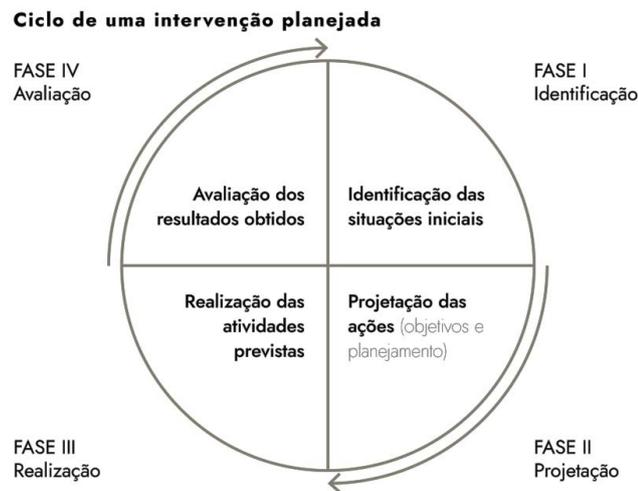 Ciclo de uma intervenção planejada
FASE IV
Avaliação
FASE I
Identificação
Avaliação dos
resultados obtidos
Identificação das
situações iniciais
Realização das
atividades
previstas
Projetação das
ações (objetivos e
planejamento)
FASE III
Realização
FASE II
Projetação